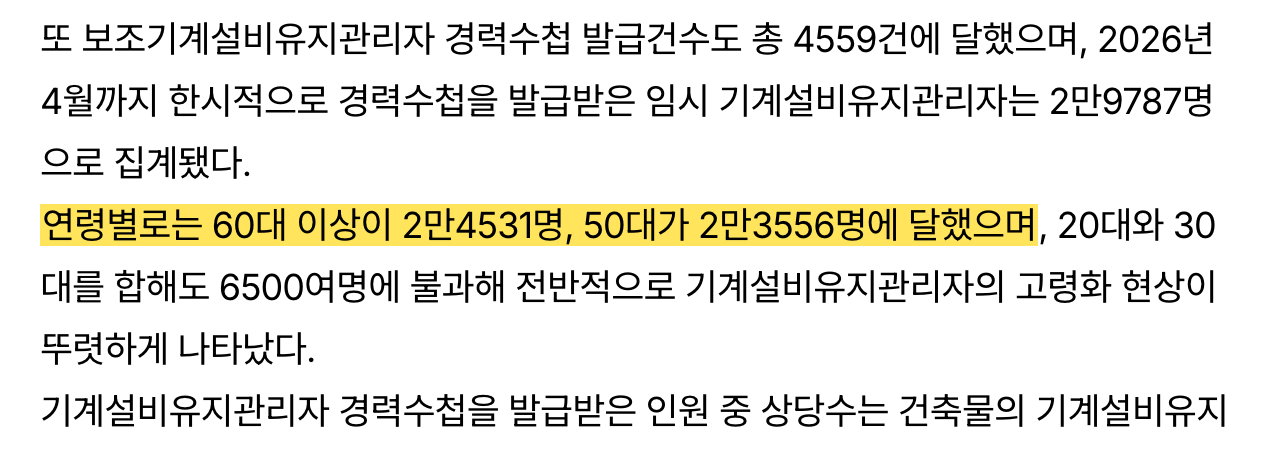 또 보조기계설비유지관리자 경력수첩 발급건수도 총 4559건에 달했으며, 2026년
4월까지 한시적으로 경력수첩을 발급받은 임시 기계설비유지관리자는 2만9787명
으로 집계됐다.
연령별로는 60대 이상이 2만4531명, 50대가 2만3556명에 달했으며, 20대와 30
대를 합해도 6500여명에 불과해 전반적으로 기계설비유지관리자의 고령화 현상이
뚜렷하게 나타났다.
기계설비유지관리자 경력수첩을 발급받은 인원 중 상당수는 건축물의 기계설비유지